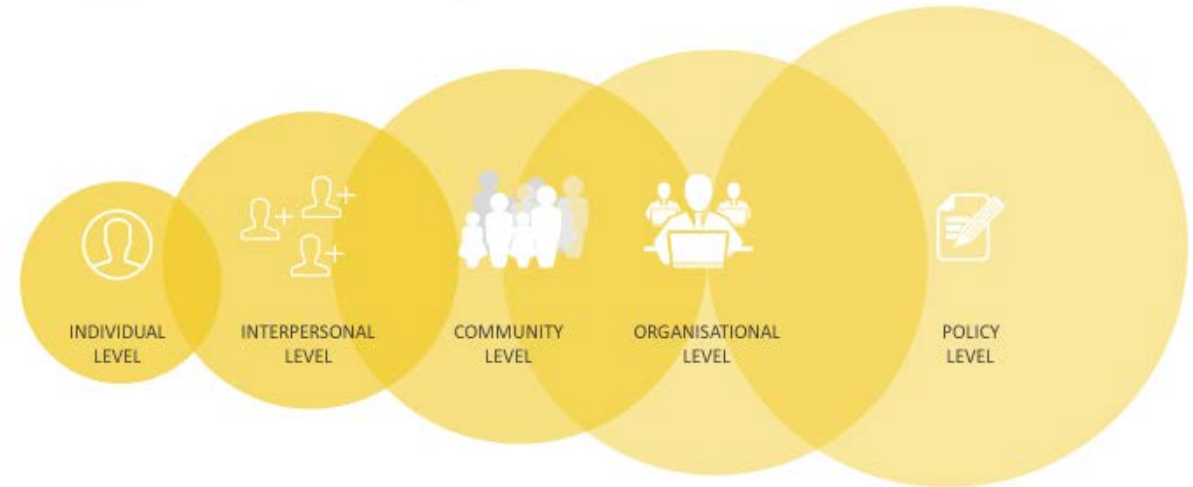 INDIVIDUAL
LEVEL
INTERPERSONAL
LEVEL
COMMUNITY
LEVEL
ORGANISATIONAL
LEVEL
POLICY
LEVEL